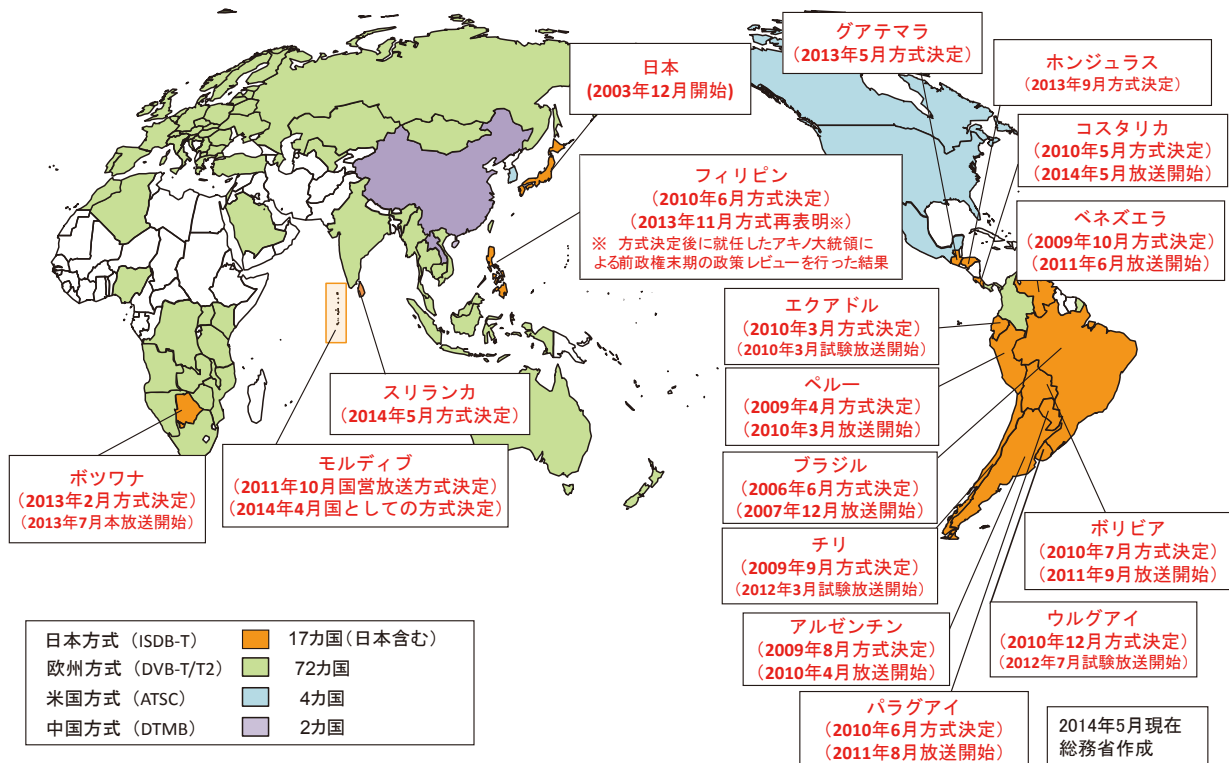 グアテマラ
（2013年5月方式決定）
ホンジュラス
（2013年9月方式決定）
日本
(2003年12月開始)
コスタリカ
（2010年5月方式決定）
（2014年5月放送開始）
フィリピン
（2010年6月方式決定）
（2013年11月方式再表明※）
※ 方式決定後に就任したアキノ大統領に
よる前政権末期の政策レビューを行った結果
ベネズエラ
（2009年10月方式決定）
（2011年6月放送開始）
エクアドル
（2010年3月方式決定）
（2010年3月試験放送開始）
スリランカ
（2014年5月方式決定）
ペルー
（2009年4月方式決定）
（2010年3月放送開始）
ボツワナ
（2013年2月方式決定）
（2013年7月本放送開始）
モルディブ
（2011年10月国営放送方式決定）
（2014年4月国としての方式決定）
ブラジル
（2006年6月方式決定）
（2007年12月放送開始）
チリ
（2009年9月方式決定）
（2012年3月試験放送開始）
ボリビア
（2010年7月方式決定）
（2011年9月放送開始）
アルゼンチン
（2009年8月方式決定）
（2010年4月放送開始）
ウルグアイ
（2010年12月方式決定）
（2012年7月試験放送開始）
パラグアイ
（2010年6月方式決定）
（2011年8月放送開始）
日本方式（ISDB-T） 17カ国（日本含む）
欧州方式（DVB-T/T2） 72カ国
米国方式（ATSC） 4カ国
中国方式（DTMB） 2カ国
2014年5月現在
総務省作成